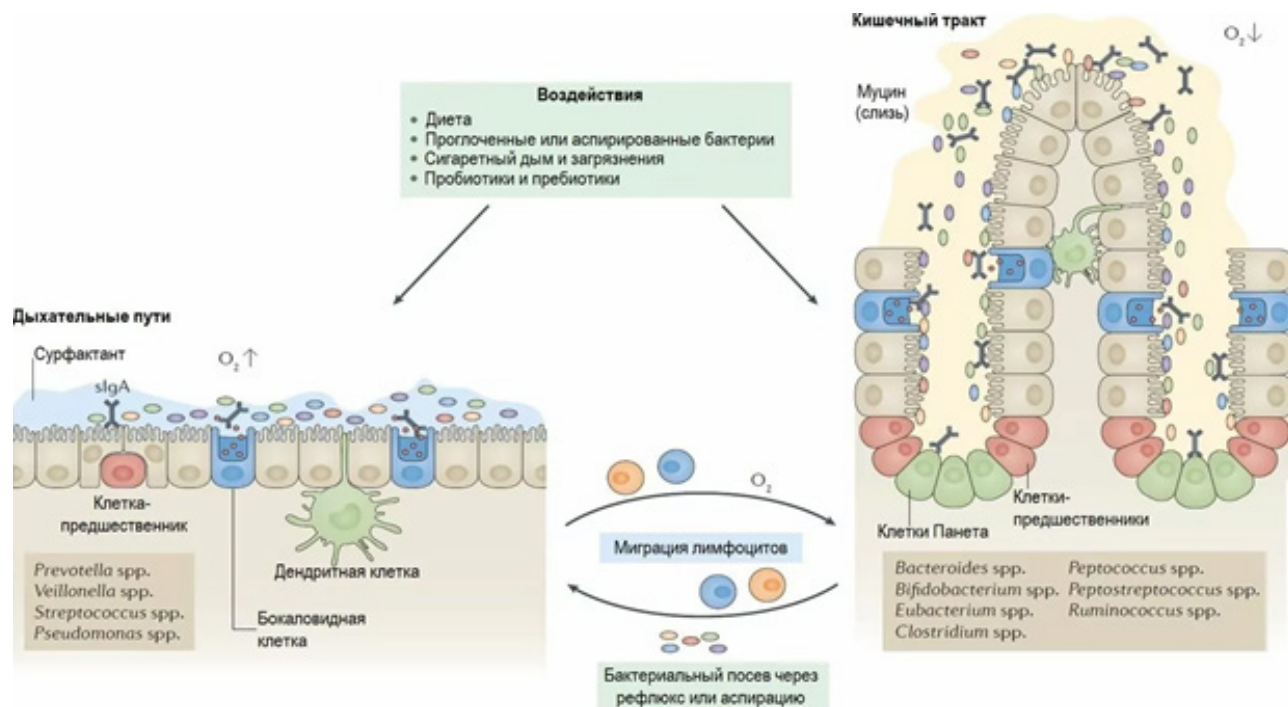 Кишечный тракт
O₂↓
Муцин
(слизь)
Воздействия
• Диета
• Проглоченные или аспирированные бактерии
• Сигаретный дым и загрязнения
• Пробиотики и пребиотики
Дыхательные пути
Сурфактант
sIgA
O₂↑
Клетка-
предшественник
Дендритная клетка
Бокаловидная
клетка
Prevotella spp.
Veillonella spp.
Streptococcus spp.
Pseudomonas spp.
O₂
Миграция лимфоцитов
Бактериальный посев через
рефлюкс или аспирацию
Клетки Панета
Клетки-
предшественники
Bacteroides spp.
Bifidobacterium spp.
Eubacterium spp.
Clostridium spp.
Peptococcus spp.
Peptostreptococcus spp.
Ruminococcus spp.